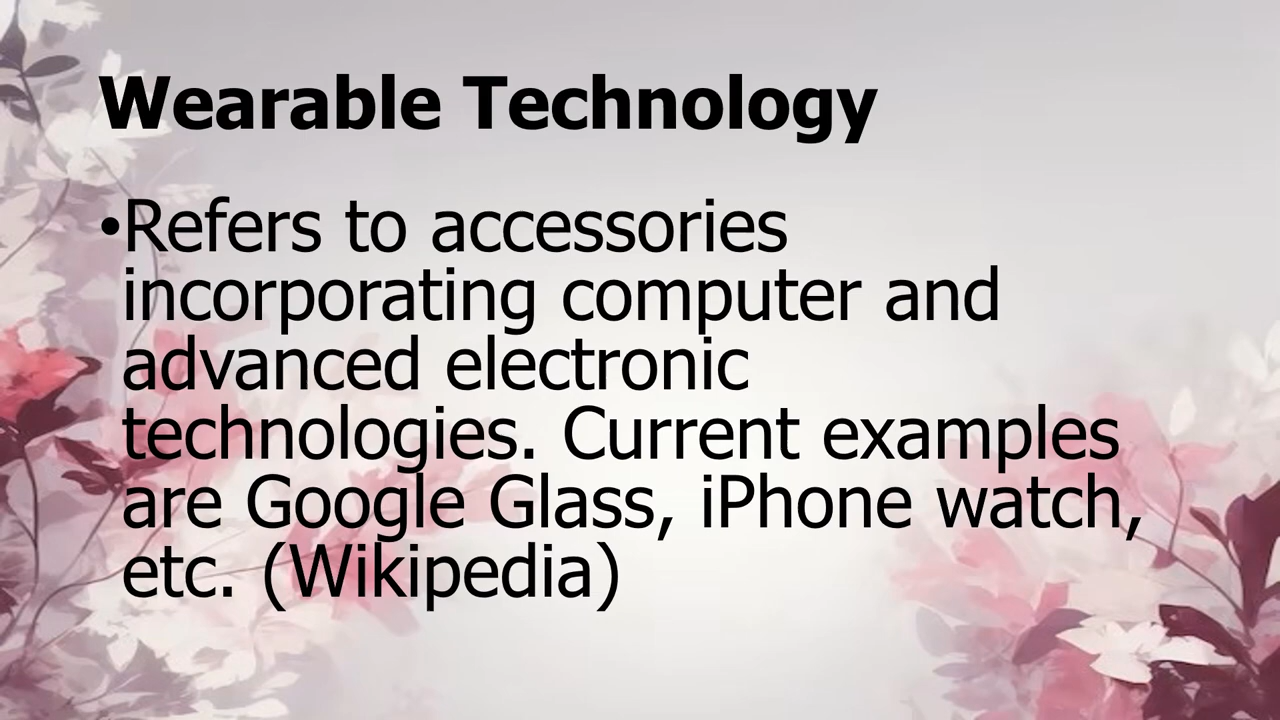 Wearable Technology
•Refers to accessories
incorporating computer and
advanced electronic
technologies. Current examples
are Google Glass, iPhone watch,
etc. (Wikipedia)